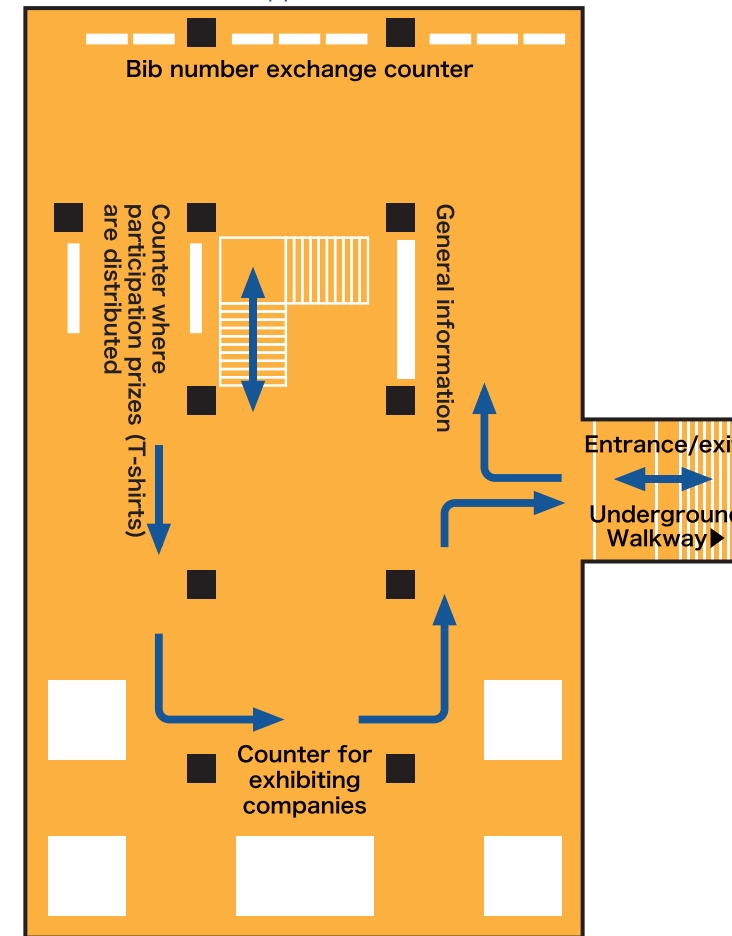 Bib number exchange counter
Counter where
participation prizes (T-shirts)
are distributed
General information
Entrance/exi
Underground
Walkway▶
Counter for
exhibiting
companies